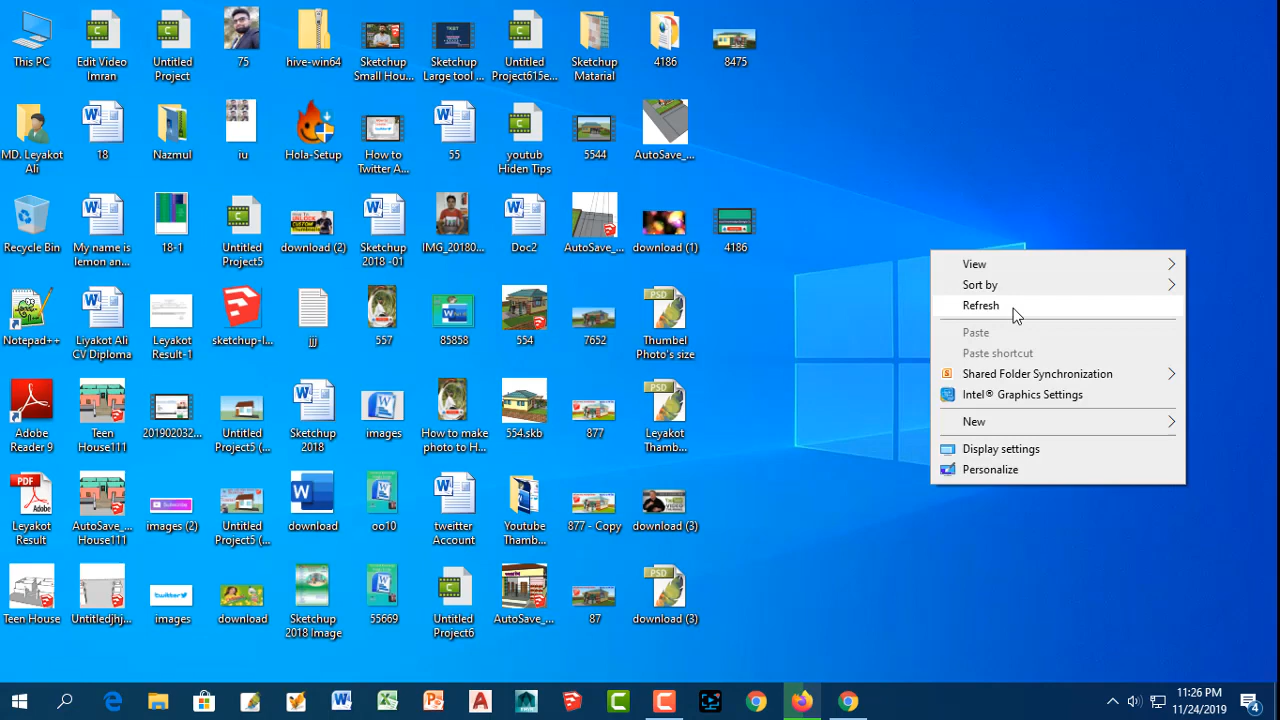 This PC
Edit Video
Imran
Untitled
Project
75
hive-win64
Sketchup
Small Hou...
Sketchup
Large tool ...
Untitled
Project615e...
Sketchup
Matarial
4186
8475
MD. Leyakot
Ali
18
Nazmul
iu
Hola-Setup
How to
Twitter A...
55
youtub
Hiden Tips
5544
AutoSave_...
Recycle Bin
My name is
lemon an...
18-1
Untitled
Project5
download (2)
Sketchup
2018 -01
IMG_20180...
Doc2
AutoSave_...
download (1)
4186
Notepad++
Liyakot Ali
CV Diploma
Leyakot
Result-1
sketchup-I...
jjj
557
85858
554
7652
Thumbel
Photo's size
Adobe
Reader 9
Teen
House111
201902032...
Untitled
Project5 (...
Sketchup
2018
images
How to make
photo to H...
554.skb
877
Leyakot
Thamb...
Leyakot
Result
AutoSave_...
House111
images (2)
Untitled
Project5 (...
download
oo10
tweitter
Account
Youtube
Thamb...
877 - Copy
download (3)
Teen House
Untitledjhj...
images
download
Sketchup
2018 Image
55669
Untitled
Project6
AutoSave_...
87
download (3)
View
Sort by
Refresh
Paste
Paste shortcut
Shared Folder Synchronization
Intel® Graphics Settings
New
Display settings
Personalize
11:26 PM
11/24/2019
4